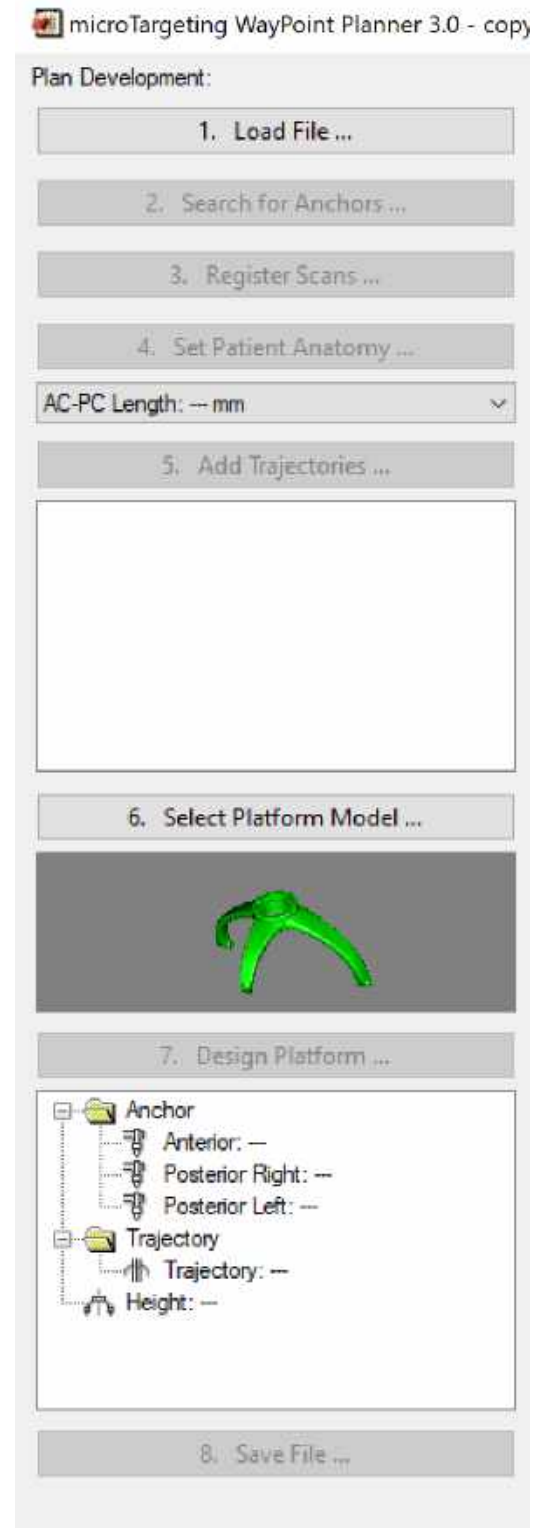 microTargeting WayPoint Planner 3.0 - copy
Plan Development:
1. Load File ...
2. Search for Anchors ...
3. Register Scans ...
4. Set Patient Anatomy ...
AC-PC Length: --- mm
5. Add Trajectories ...
6. Select Platform Model ...
7. Design Platform ...
Anchor
Anterior: ---
Posterior Right: ---
Posterior Left: ---
Trajectory
Trajectory: ---
Height: ---
8. Save File ...